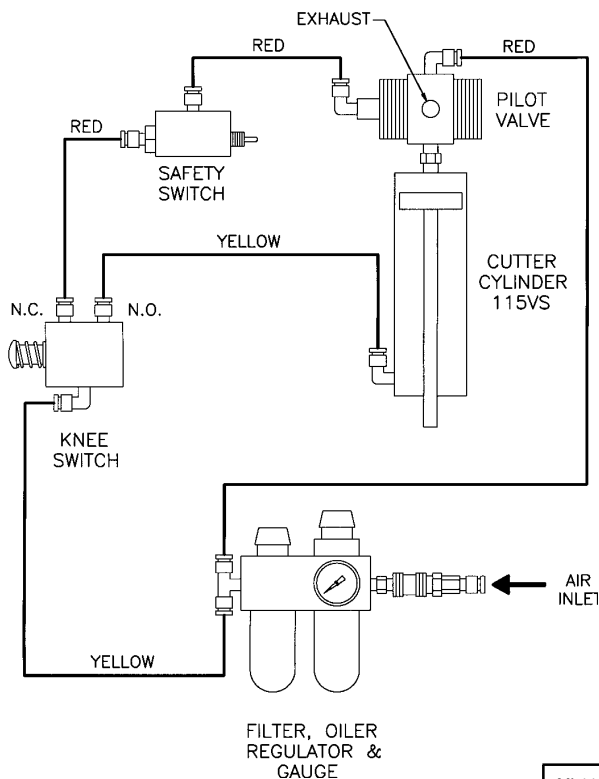 EXHAUST
RED
RED
PILOT
VALVE
RED
SAFETY
SWITCH
YELLOW
CUTTER
CYLINDER
115VS
N.C.
N.O.
KNEE
SWITCH
AIR
INLET
YELLOW
FILTER, OILER
REGULATOR &
GAUGE